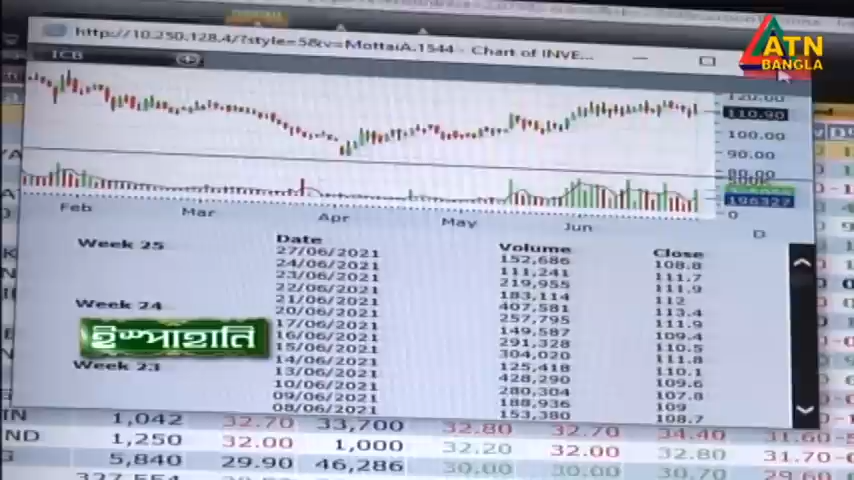 http://10.250.128.4/?style=5&v=MottaiA.1544 - Chart of INVE...
ATN
BANGLA
ICB
120.00
110.90
100.00
90.00
80.00
196327
0
Feb Mar Apr May Jun D
Date Volume Close
Week 25
27/06/2021 152,686 108.8
24/06/2021 111,241 111.7
23/06/2021 219,955 111.9
22/06/2021 183,114 112
21/06/2021 407,581 113.4
Week 24
20/06/2021 257,795 111.9
17/06/2021 149,587 109.4
16/06/2021 291,328 110.5
15/06/2021 304,020 111.8
14/06/2021 125,418 110.1
Week 23
13/06/2021 428,290 109.6
10/06/2021 280,304 107.8
09/06/2021 188,936 109
08/06/2021 153,380 108.7
ইস্পাহানি
IN 1,042 32.70 33,700 32.80 32.70 34.40 31.60
ND 1,250 32.00 1,000 32.20 32.00 32.80 31.70
G 5,840 29.90 46,286 30.00 30.00 30.70 29.60